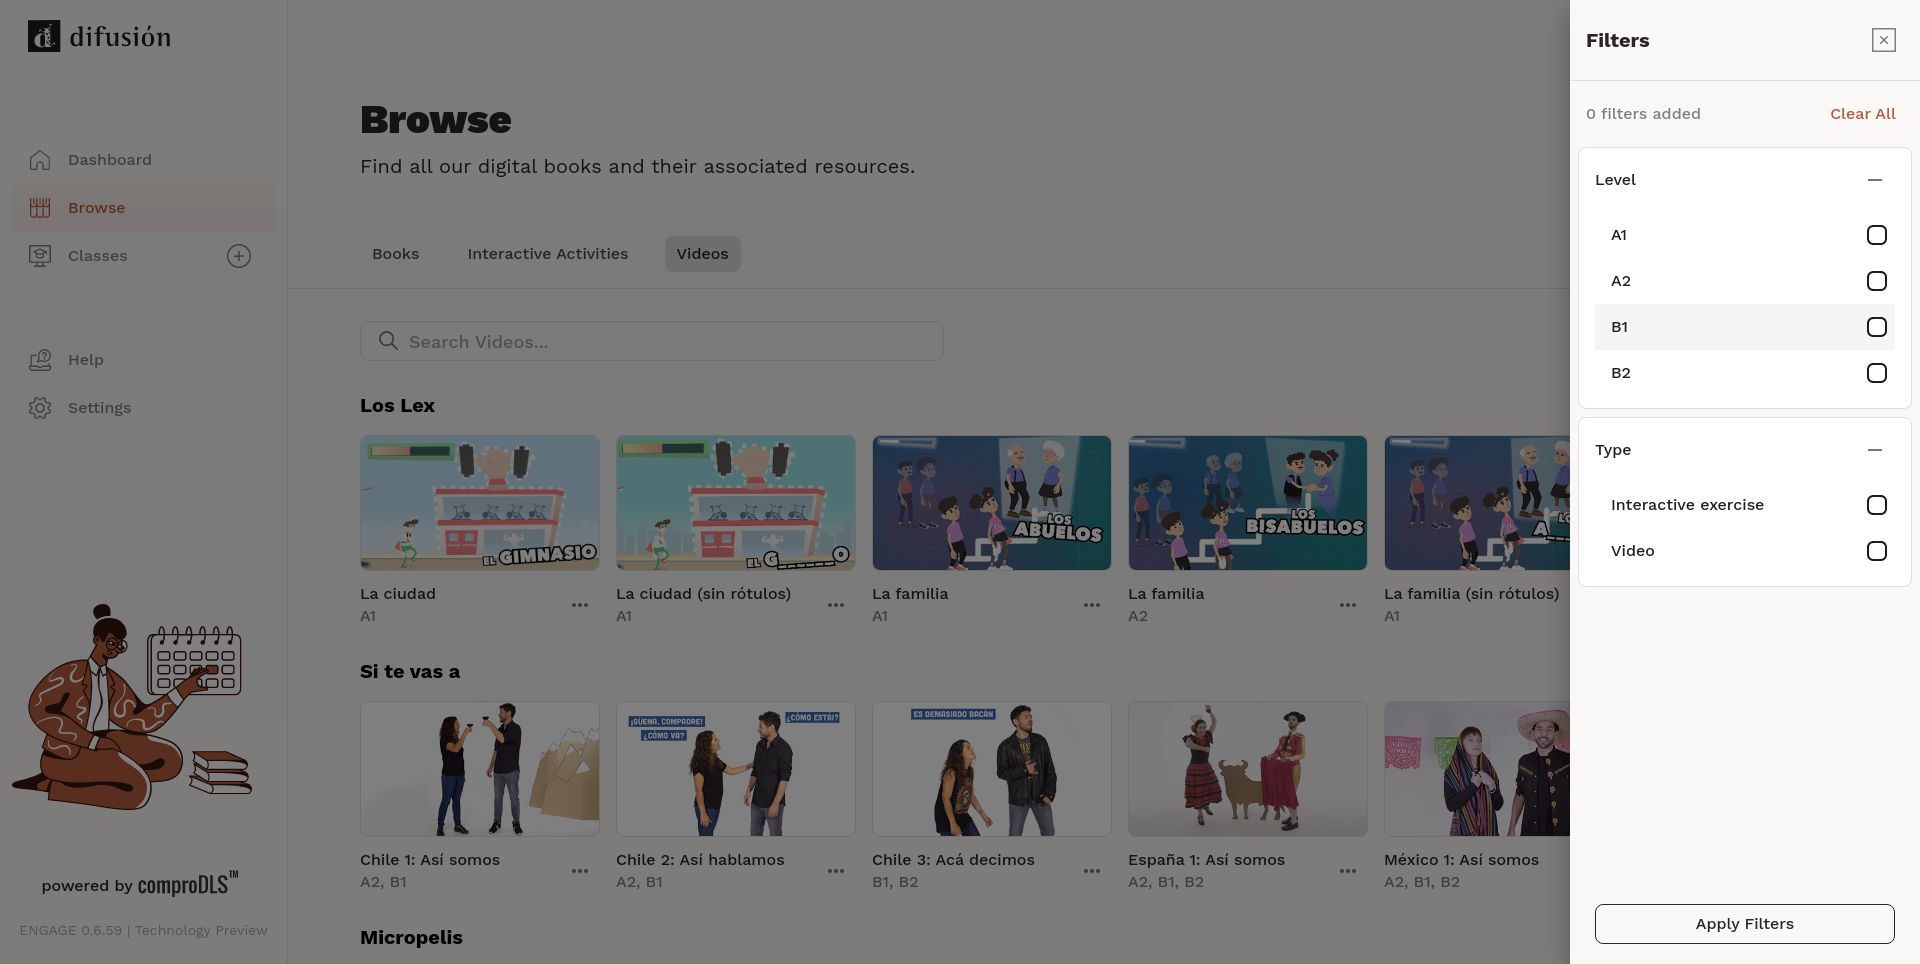 difusión
Dashboard
Browse
Classes
Help
Settings
powered by comproDLS™
ENGAGE 0.6.59 | Technology Preview
Browse
Find all our digital books and their associated resources.
Books
Interactive Activities
Videos
Search Videos...
Los Lex
EL GIMNASIO
EL G______O
LOS ABUELOS
LOS BISABUELOS
La ciudad
A1
La ciudad (sin rótulos)
A1
La familia
A1
La familia
A2
La familia (sin rótulos)
A1
Si te vas a
¡QÜENA, COMPADRE!
¿CÓMO VA?
¿CÓMO ESTÁI?
ES DEMASIADO BACÁN
Chile 1: Así somos
A2, B1
Chile 2: Así hablamos
A2, B1
Chile 3: Acá decimos
B1, B2
España 1: Así somos
A2, B1, B2
México 1: Así somos
A2, B1, B2
Micropelis
Filters
0 filters added
Clear All
Level
A1
A2
B1
B2
Type
Interactive exercise
Video
Apply Filters